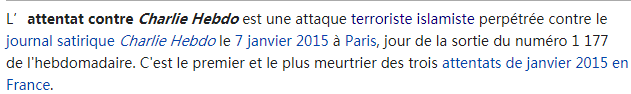 L’attentat contre Charlie Hebdo est une attaque terroriste islamiste perpétrée contre le
journal satirique Charlie Hebdo le 7 janvier 2015 à Paris, jour de la sortie du numéro 1 177
de l'hebdomadaire. C'est le premier et le plus meurtrier des trois attentats de janvier 2015 en
France.